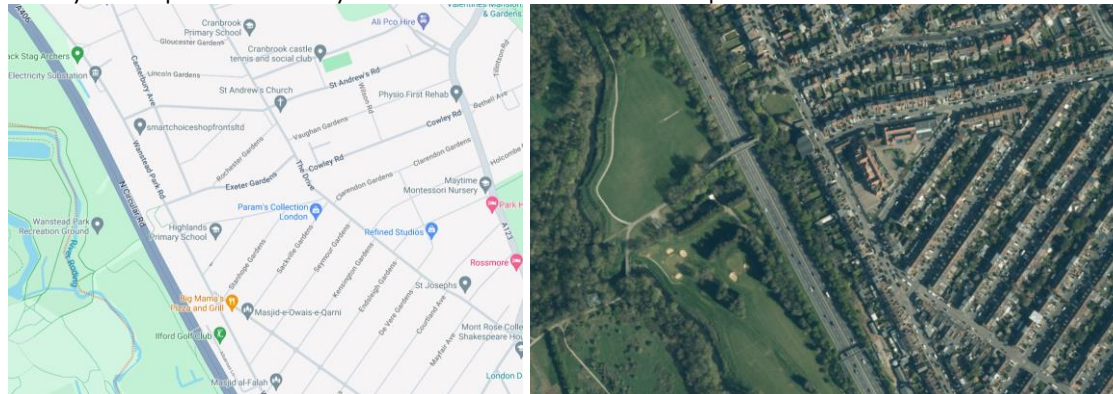 A406
Cranbrook
Primary School
Gloucester Gardens
Ali Pco Hire
Valentines Mansion
& Gardens
ack Stag Archers
Cranbrook castle
tennis and social club
Electricity Substation
Canterbury Ave
Lincoln Gardens
St Andrew's Rd
St Andrew's Church
Wilson Rd
Physio First Rehab
Bethell Ave
smartchoiceshopfrontsltd
Vaughan Gardens
Cowley Rd
Wanstead Park Rd
Rochester Gardens
The Drive
Cowley Rd
Clarendon Gardens
Holcombe
Exeter Gardens
Clarendon Gardens
Maytime
Montessori Nursery
N Circular Rd
Param's Collection
London
Park H
Wanstead Park
Recreation Ground
Highlands
Primary School
Refined Studios
A123
River Roding
Stanhope Gardens
Sackville Gardens
Seymour Gardens
Kensington Gardens
Endsleigh Gardens
De Vere Gardens
Courtland Ave
Mayfair Ave
Rossmore
St Josephs
Big Mama's
Pizza and Grill
Masjid-e-Owais-e-Qarni
Ilford Golf Club
Mont Rose Colle
Shakespeare Hou
Masjid al-Falah
London D